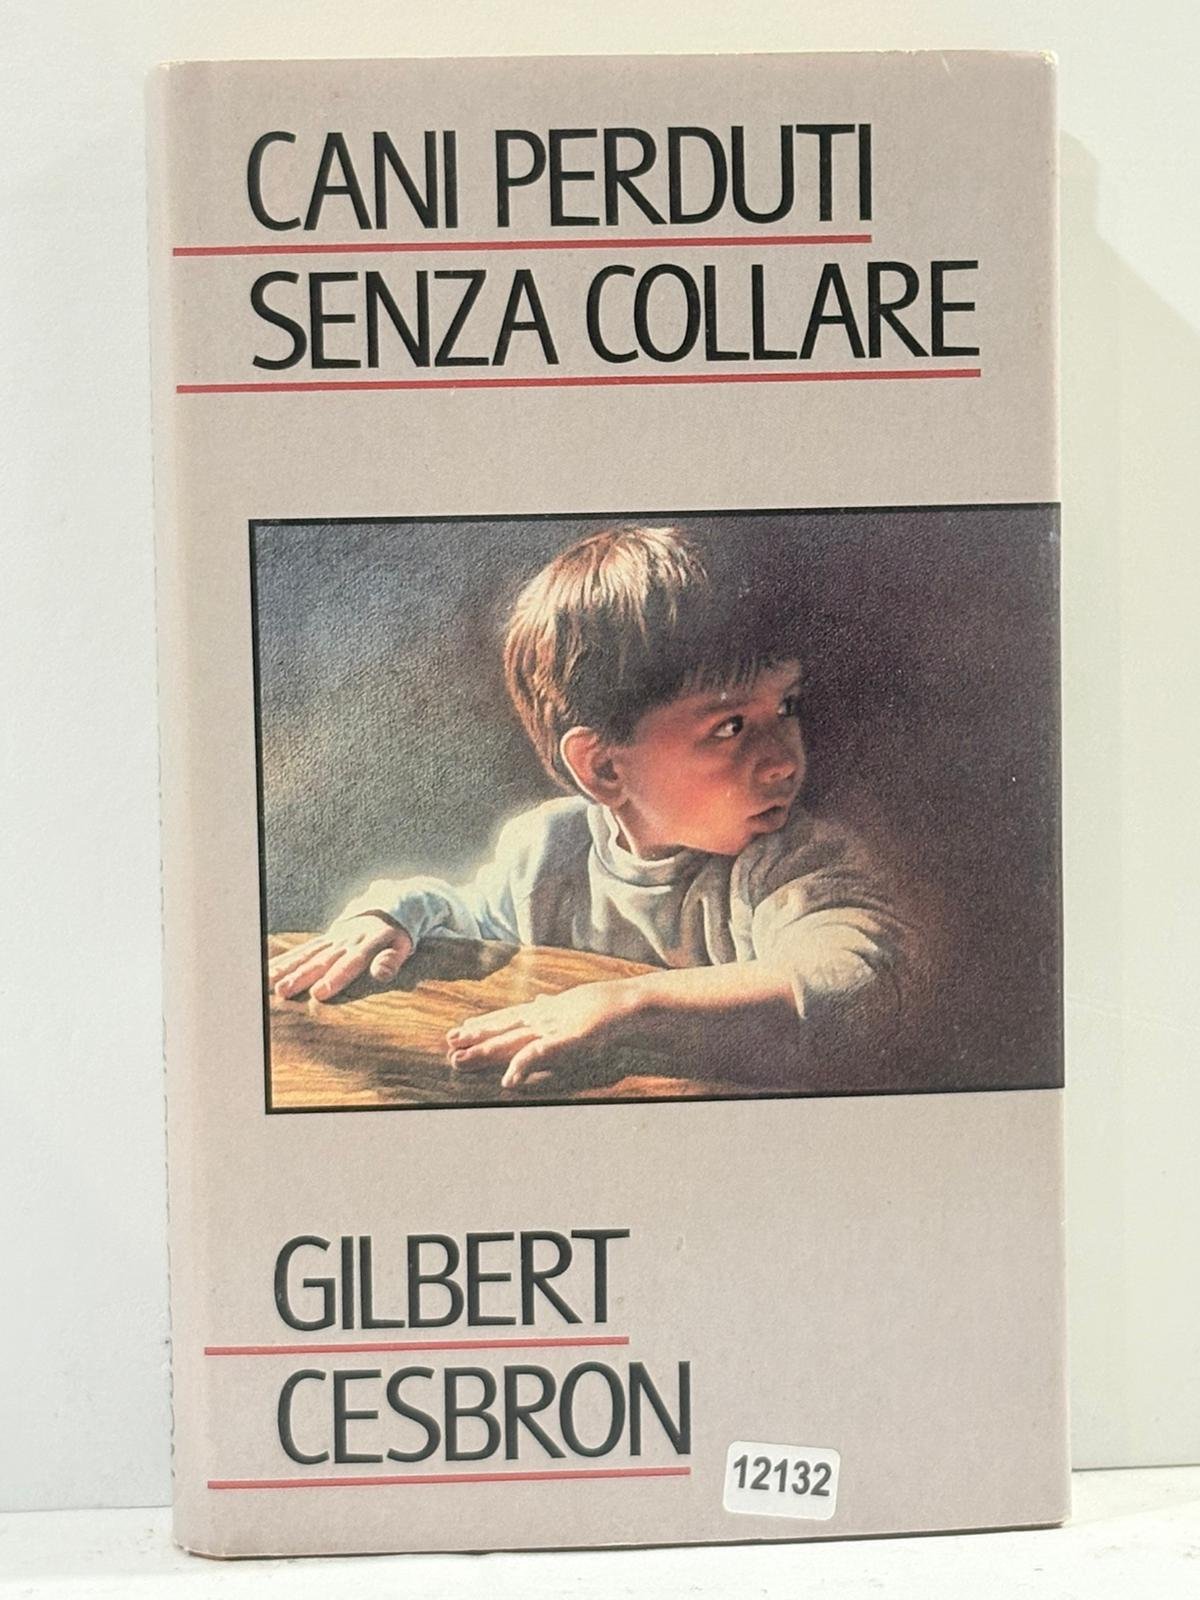 CANI PERDUTI
SENZA COLLARE
GILBERT
CESBRON
12132